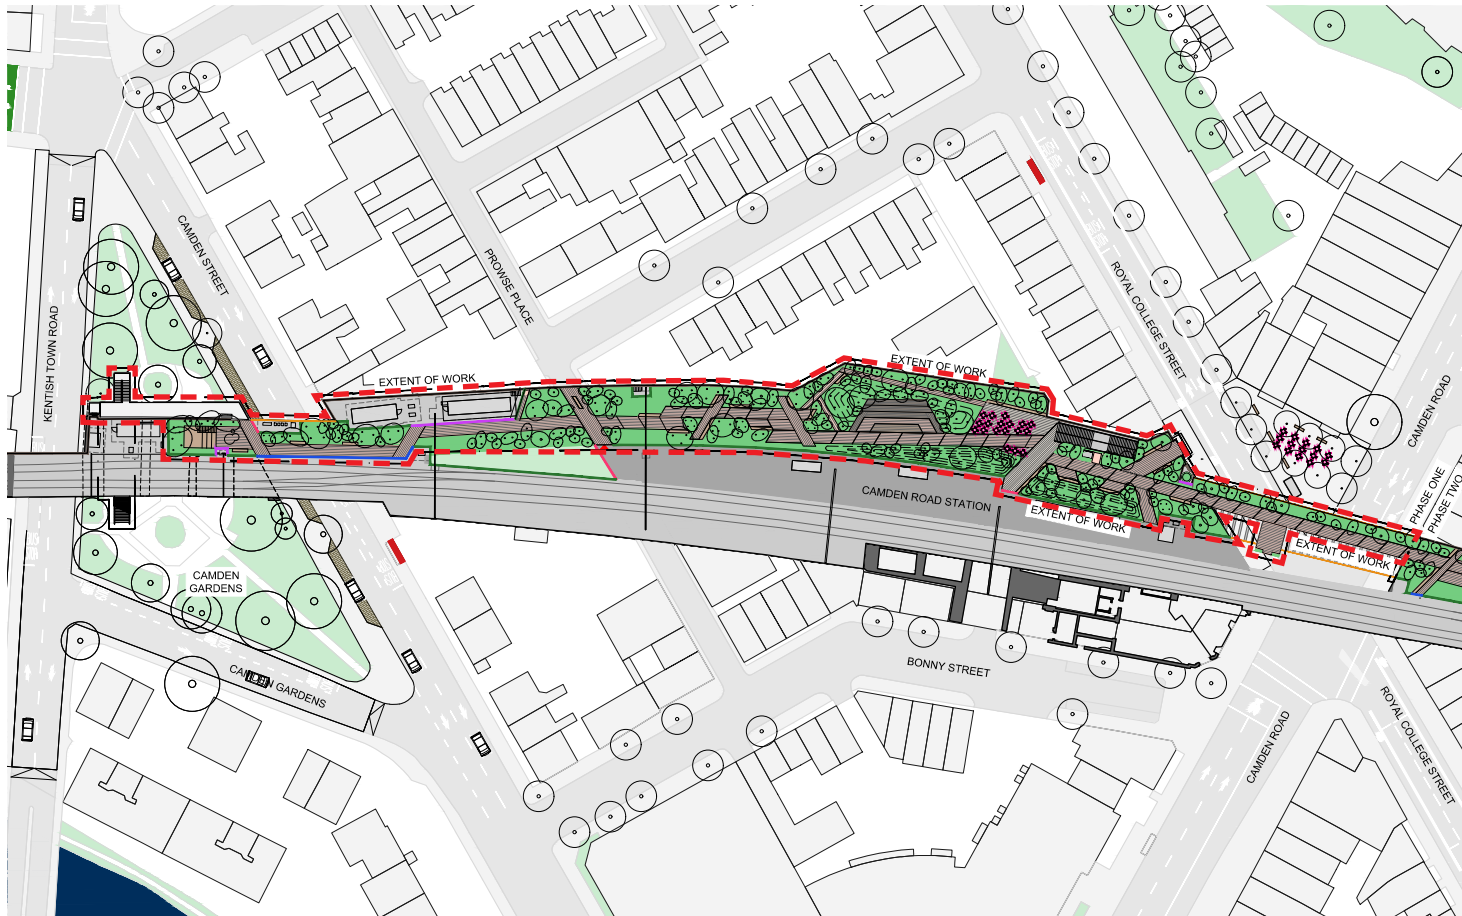 KENTISH TOWN ROAD
CAMDEN STREET
PROWSE PLACE
EXTENT OF WORK
EXTENT OF WORK
ROYAL COLLEGE STREET
CAMDEN ROAD
PHASE ONE
PHASE TWO
CAMDEN ROAD STATION
EXTENT OF WORK
EXTENT OF WORK
CAMDEN
GARDENS
CAMDEN GARDENS
BONNY STREET
CAMDEN ROAD
ROYAL COLLEGE STREET